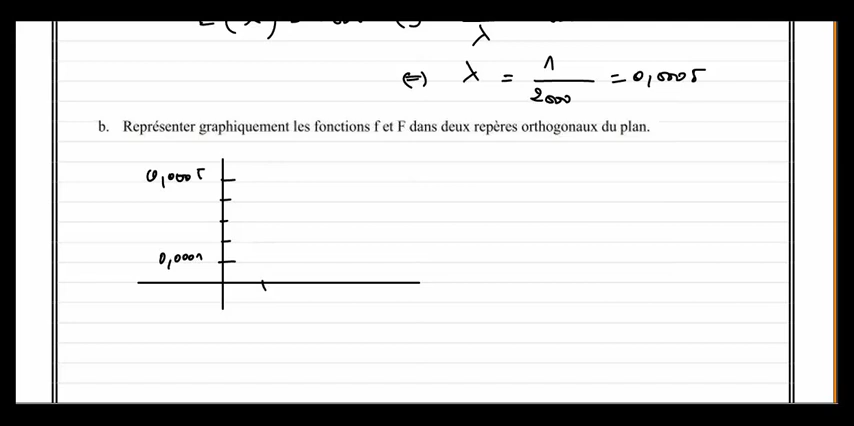 λ
⇔ λ = 1/2000 = 0,0005
b. Représenter graphiquement les fonctions f et F dans deux repères orthogonaux du plan.
0,0005
0,0001